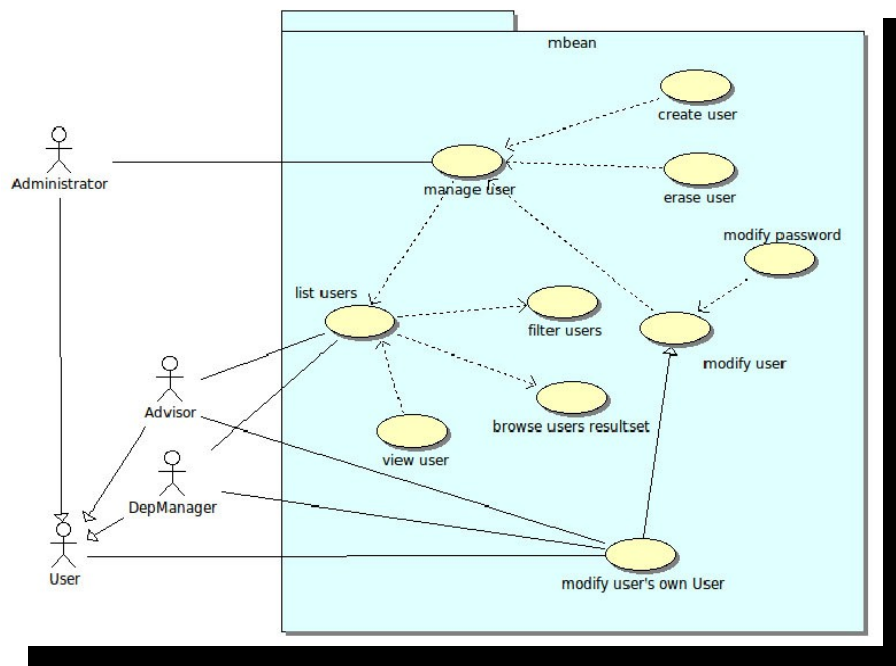 mbean
create user
Administrator
manage user
erase user
modify password
list users
filter users
modify user
Advisor
browse users resultset
view user
DepManager
User
modify user's own User